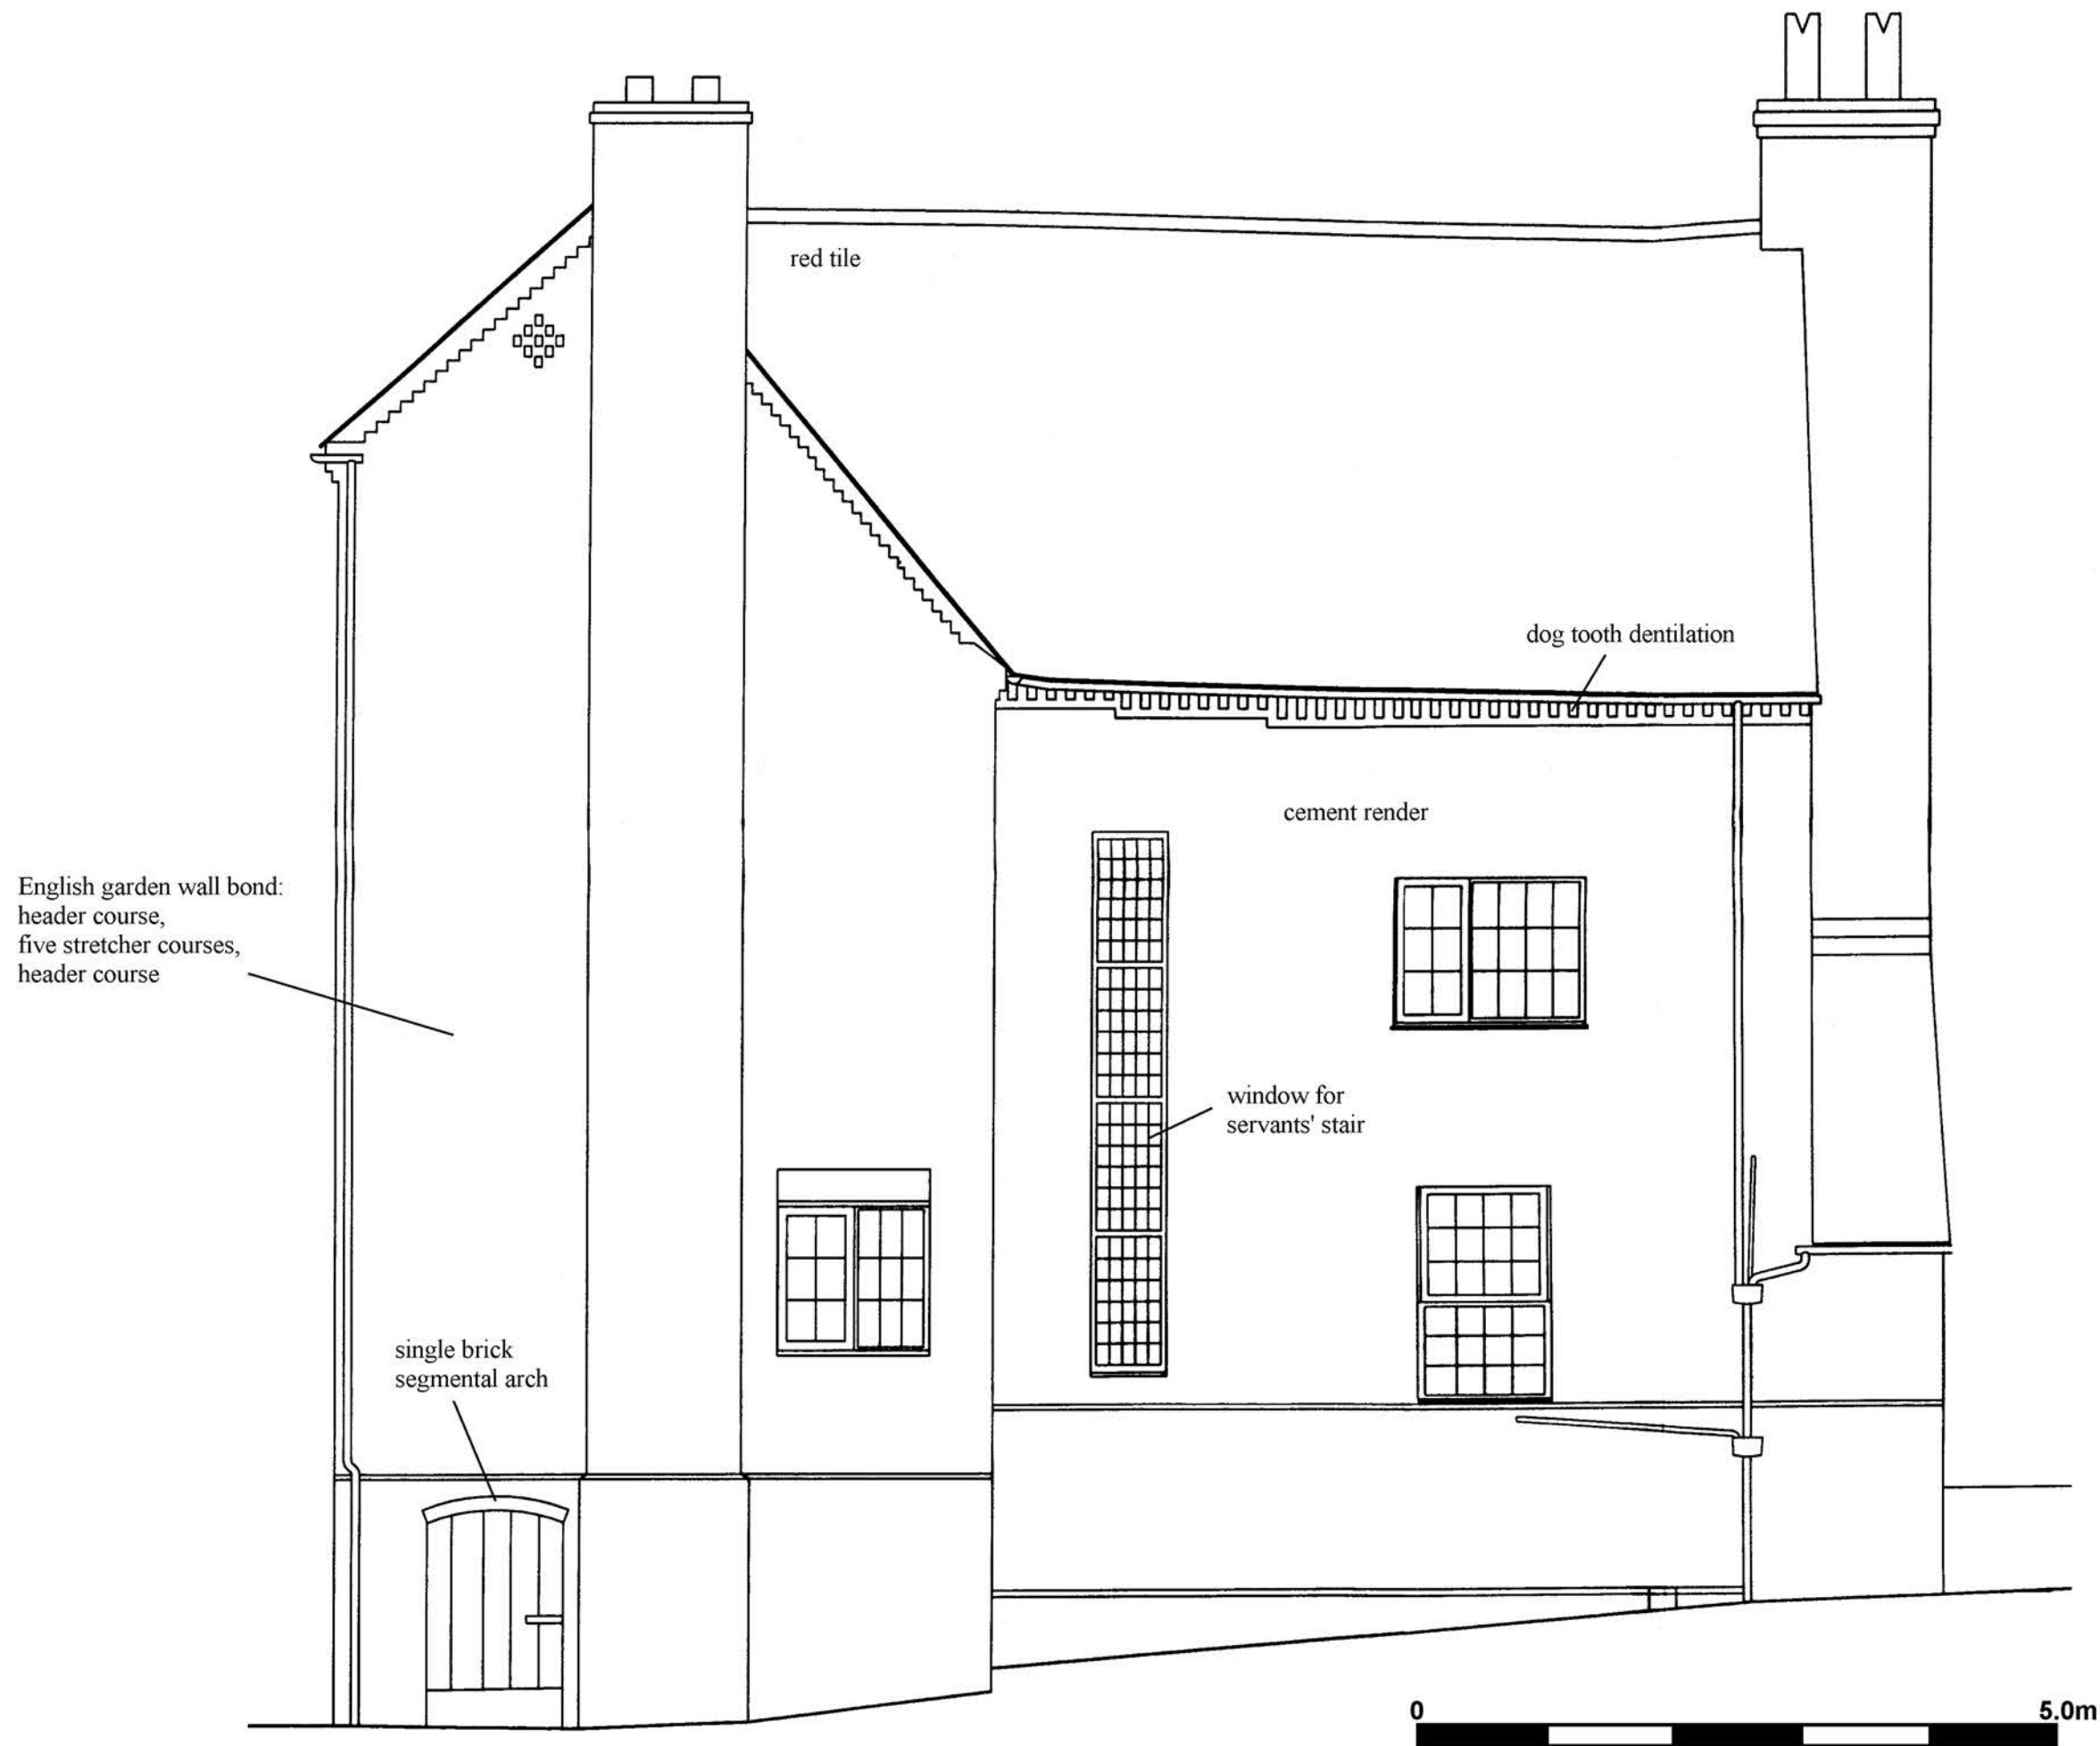 red tile
dog tooth dentilation
cement render
English garden wall bond:
header course,
five stretcher courses,
header course
window for
servants' stair
single brick
segmental arch
0
5.0m